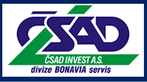 ČSAD
ČSAD INVEST A.S.
divize BONAVIA servis